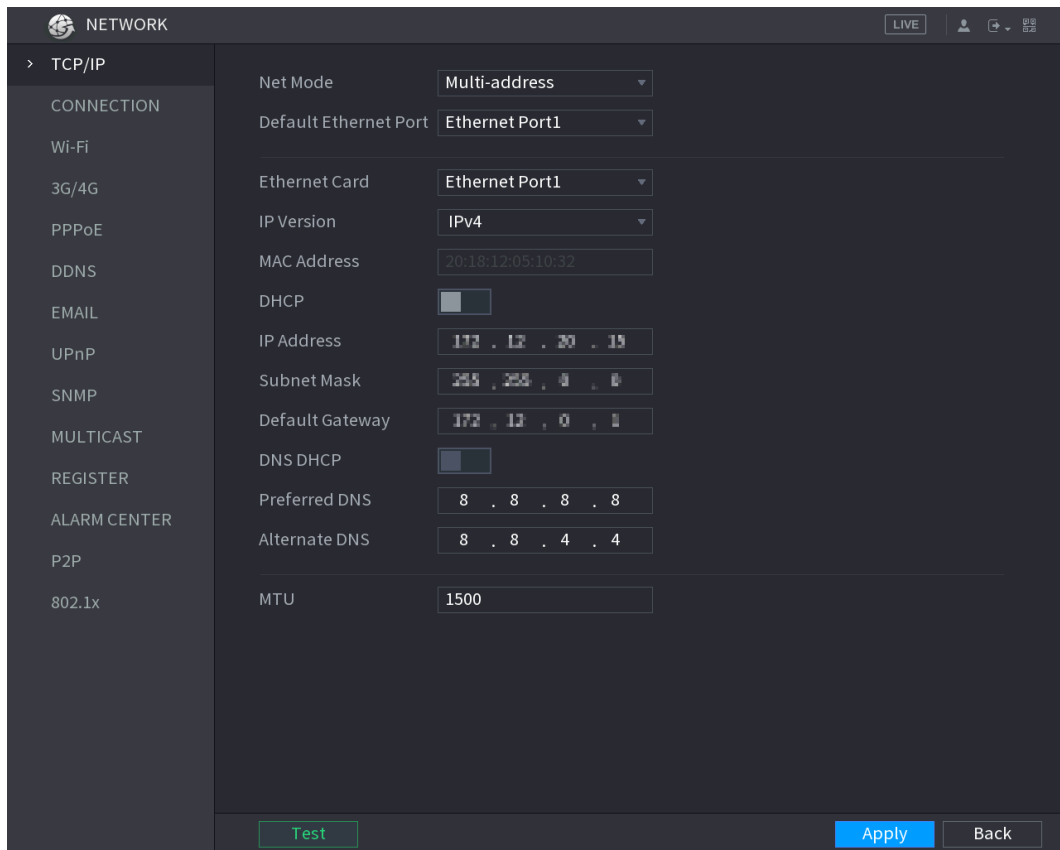 NETWORK
LIVE
TCP/IP
CONNECTION
Wi-Fi
3G/4G
PPPoE
DDNS
EMAIL
UPnP
SNMP
MULTICAST
REGISTER
ALARM CENTER
P2P
802.1x
Net Mode Multi-address
Default Ethernet Port Ethernet Port1
Ethernet Card Ethernet Port1
IP Version IPv4
MAC Address 20:18:12:05:10:32
DHCP
IP Address
Subnet Mask
Default Gateway
DNS DHCP
Preferred DNS 8 . 8 . 8 . 8
Alternate DNS 8 . 8 . 4 . 4
MTU 1500
Test
Apply
Back